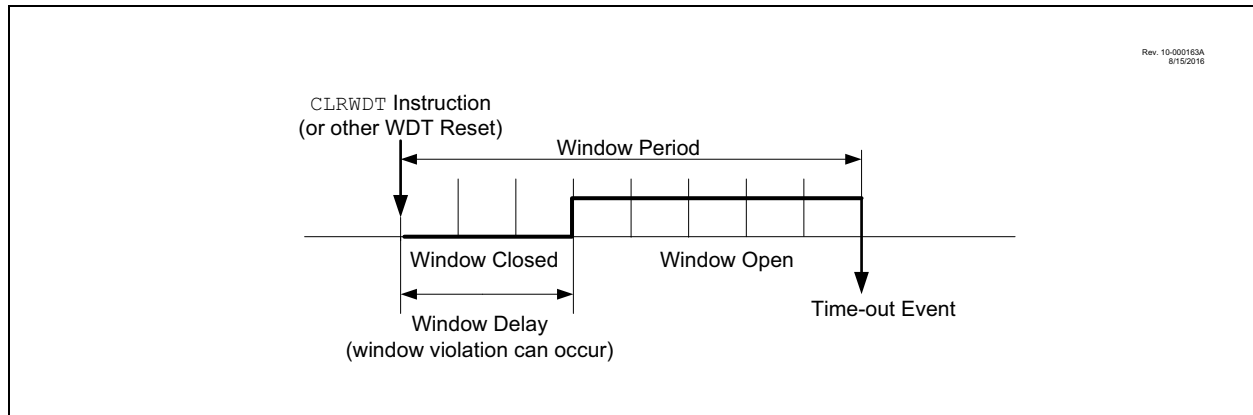 Rev. 10-000163A
8/15/2016
CLRWDT Instruction
(or other WDT Reset)
Window Period
Window Closed
Window Open
Window Delay
(window violation can occur)
Time-out Event